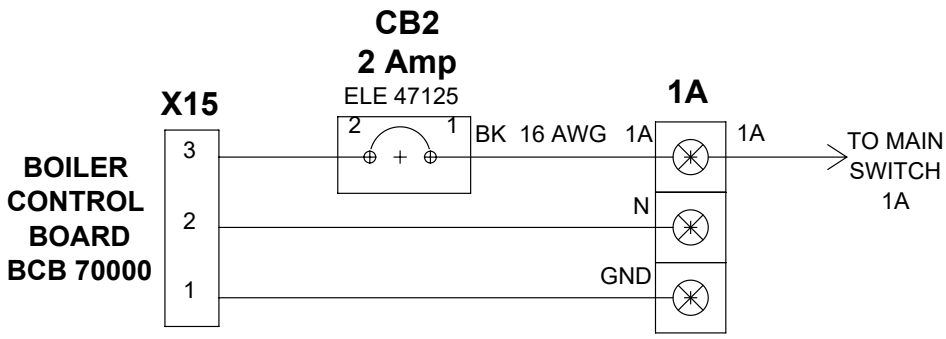 CB2
2 Amp
ELE 47125
X15
1A
2 1
BK 16 AWG 1A
1A
3
TO MAIN
SWITCH
1A
BOILER
CONTROL
BOARD
BCB 70000
2
N
1
GND